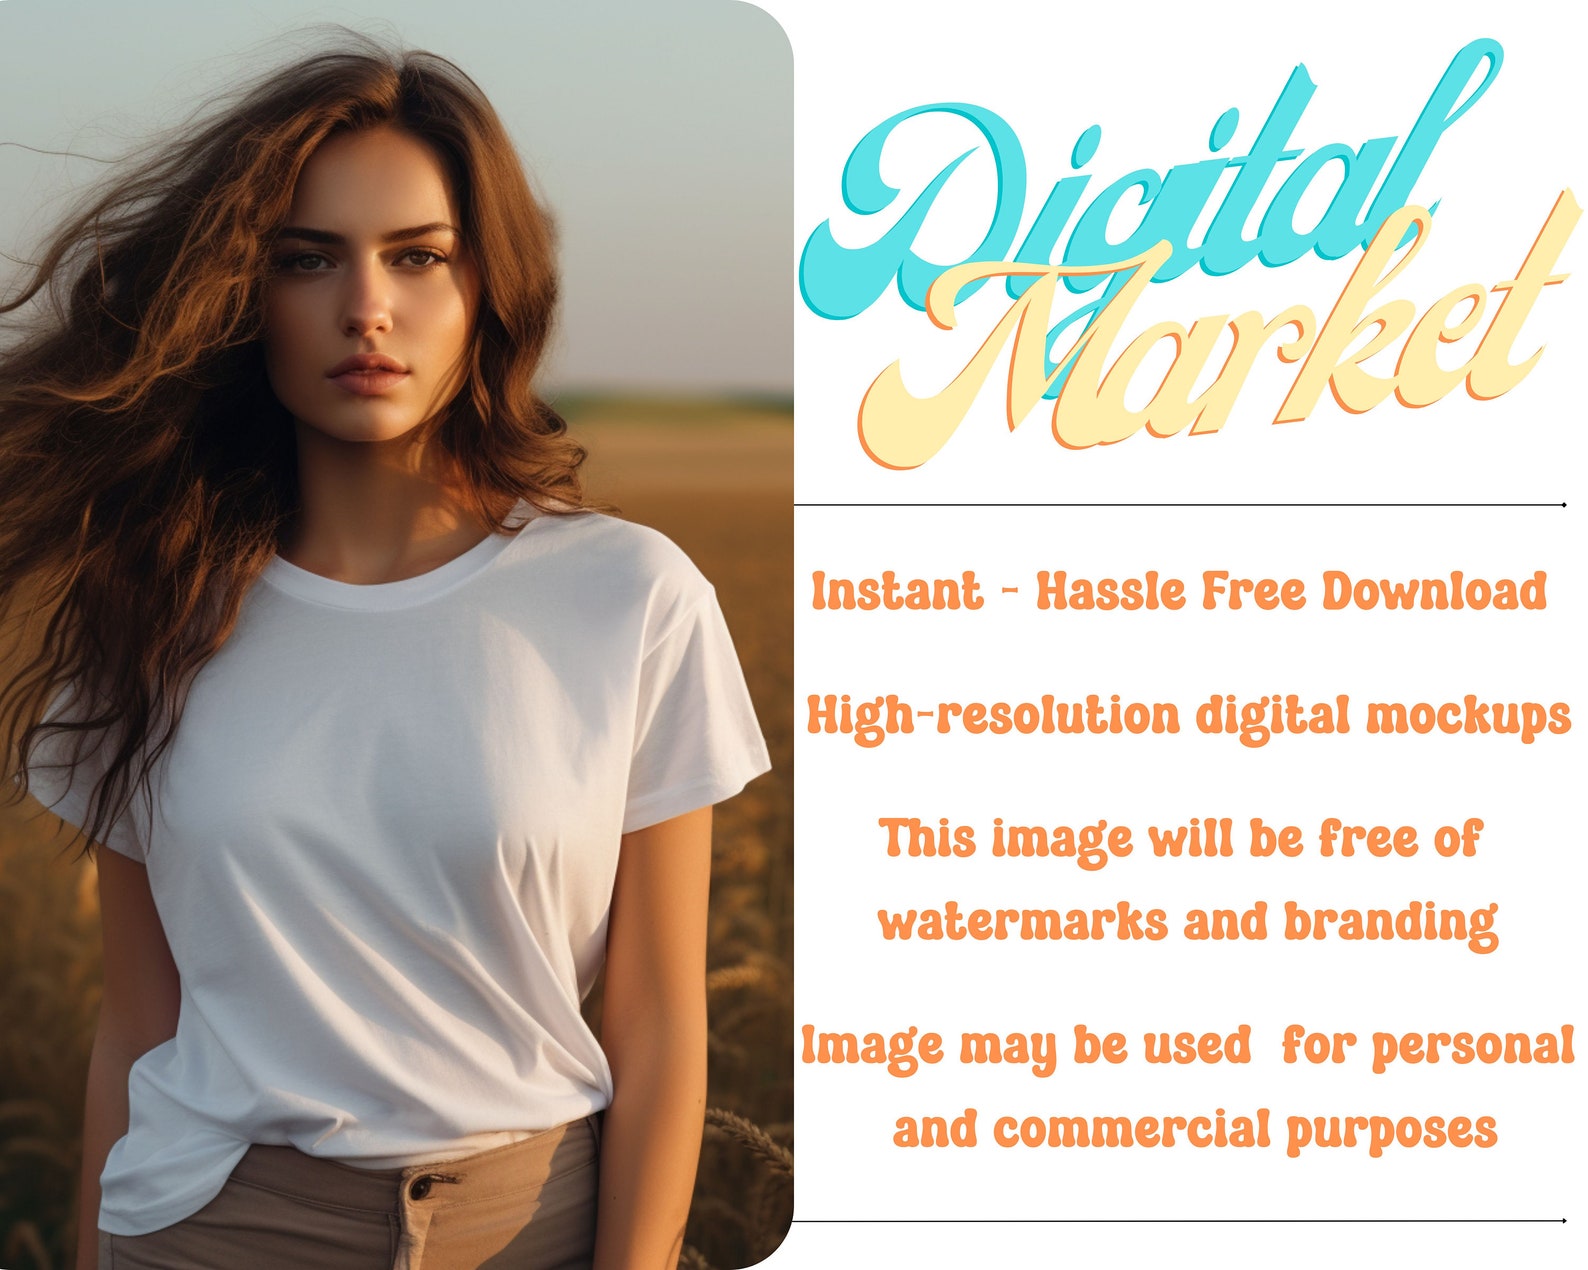 Digital
Market
Instant - Hassle Free Download
High-resolution digital mockups
This image will be free of
watermarks and branding
Image may be used  for personal
and commercial purposes